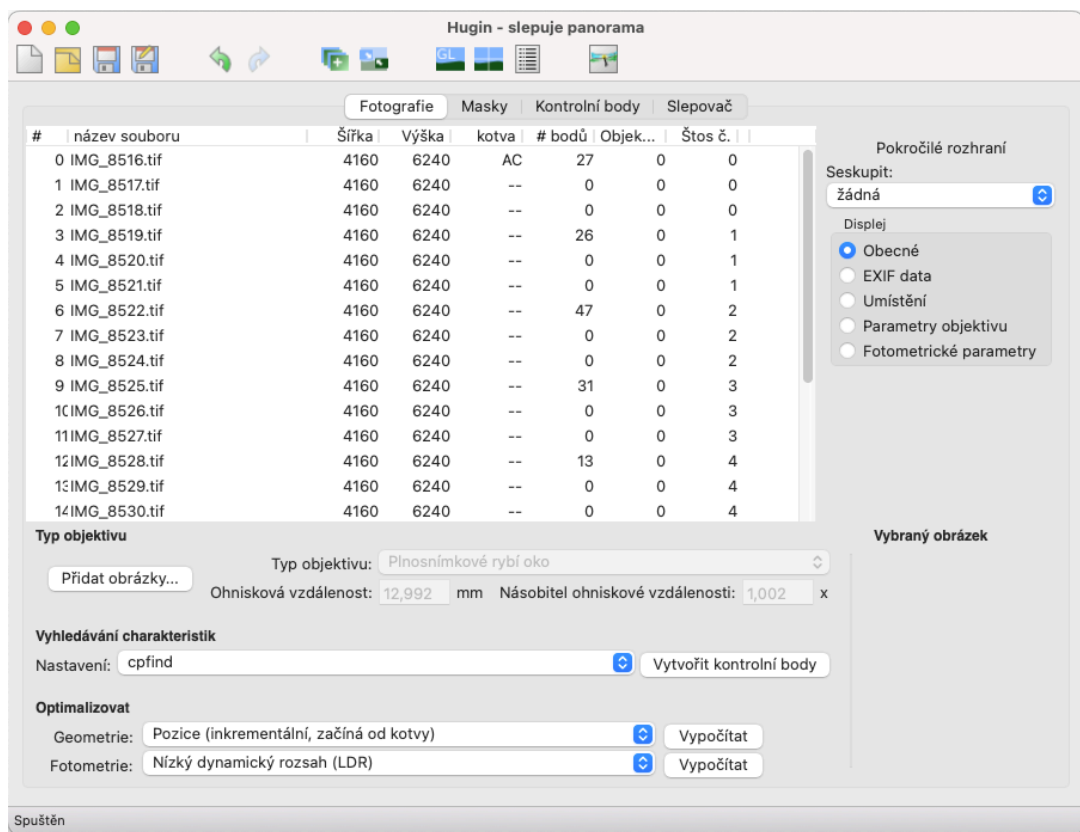 Hugin - slepuje panorama
GL
Fotografie Masky Kontrolní body Slepovač
# název souboru Šířka Výška kotva # bodů Objek... Štos č.
0 IMG_8516.tif 4160 6240 AC 27 0 0
1 IMG_8517.tif 4160 6240 -- 0 0 0
2 IMG_8518.tif 4160 6240 -- 0 0 0
3 IMG_8519.tif 4160 6240 -- 26 0 1
4 IMG_8520.tif 4160 6240 -- 0 0 1
5 IMG_8521.tif 4160 6240 -- 0 0 1
6 IMG_8522.tif 4160 6240 -- 47 0 2
7 IMG_8523.tif 4160 6240 -- 0 0 2
8 IMG_8524.tif 4160 6240 -- 0 0 2
9 IMG_8525.tif 4160 6240 -- 31 0 3
10 IMG_8526.tif 4160 6240 -- 0 0 3
11 IMG_8527.tif 4160 6240 -- 0 0 3
12 IMG_8528.tif 4160 6240 -- 13 0 4
13 IMG_8529.tif 4160 6240 -- 0 0 4
14 IMG_8530.tif 4160 6240 -- 0 0 4
Pokročilé rozhraní
Seskupit:
žádná
Displej
Obecné
EXIF data
Umístění
Parametry objektivu
Fotometrické parametry
Typ objektivu
Přidat obrázky...
Typ objektivu: Plnosnímkové rybí oko
Ohnisková vzdálenost: 12,992 mm Násobitel ohniskové vzdálenosti: 1,002 x
Vybraný obrázek
Vyhledávání charakteristik
Nastavení: cpfind Vytvořit kontrolní body
Optimalizovat
Geometrie: Pozice (inkrementální, začíná od kotvy) Vypočítat
Fotometrie: Nízký dynamický rozsah (LDR) Vypočítat
Spuštěn